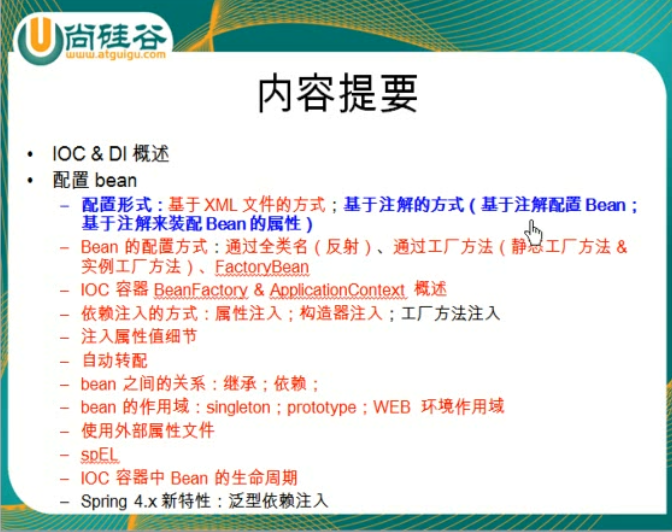 尚硅谷
www.atguigu.com
内容提要
• IOC & DI 概述
• 配置 bean
– 配置形式：基于 XML 文件的方式；基于注解的方式（基于注解配置 Bean；
基于注解来装配 Bean 的属性）
– Bean 的配置方式：通过全类名（反射）、通过工厂方法（静态工厂方法 &
实例工厂方法）、FactoryBean
– IOC 容器 BeanFactory & ApplicationContext 概述
– 依赖注入的方式：属性注入；构造器注入；工厂方法注入
– 注入属性值细节
– 自动转配
– bean 之间的关系：继承；依赖；
– bean 的作用域：singleton；prototype；WEB 环境作用域
– 使用外部属性文件
– spEL
– IOC 容器中 Bean 的生命周期
– Spring 4.x 新特性：泛型依赖注入